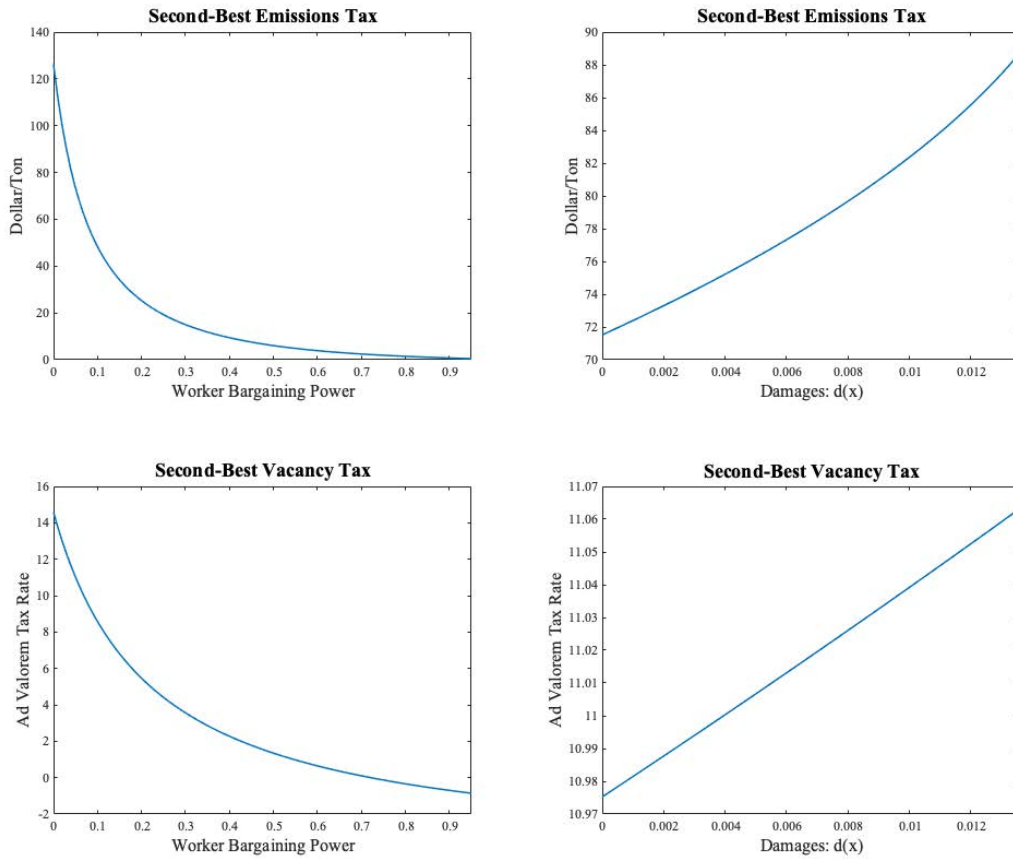 Second-Best Emissions Tax
140
120
100
80
60
40
20
0
Dollar/Ton
0 0.1 0.2 0.3 0.4 0.5 0.6 0.7 0.8 0.9
Worker Bargaining Power
Second-Best Emissions Tax
90
88
86
84
82
80
78
76
74
72
70
Dollar/Ton
0 0.002 0.004 0.006 0.008 0.01 0.012
Damages: d(x)
Second-Best Vacancy Tax
16
14
12
10
8
6
4
2
0
-2
Ad Valorem Tax Rate
0 0.1 0.2 0.3 0.4 0.5 0.6 0.7 0.8 0.9
Worker Bargaining Power
Second-Best Vacancy Tax
11.07
11.06
11.05
11.04
11.03
11.02
11.01
11
10.99
10.98
10.97
Ad Valorem Tax Rate
0 0.002 0.004 0.006 0.008 0.01 0.012
Damages: d(x)